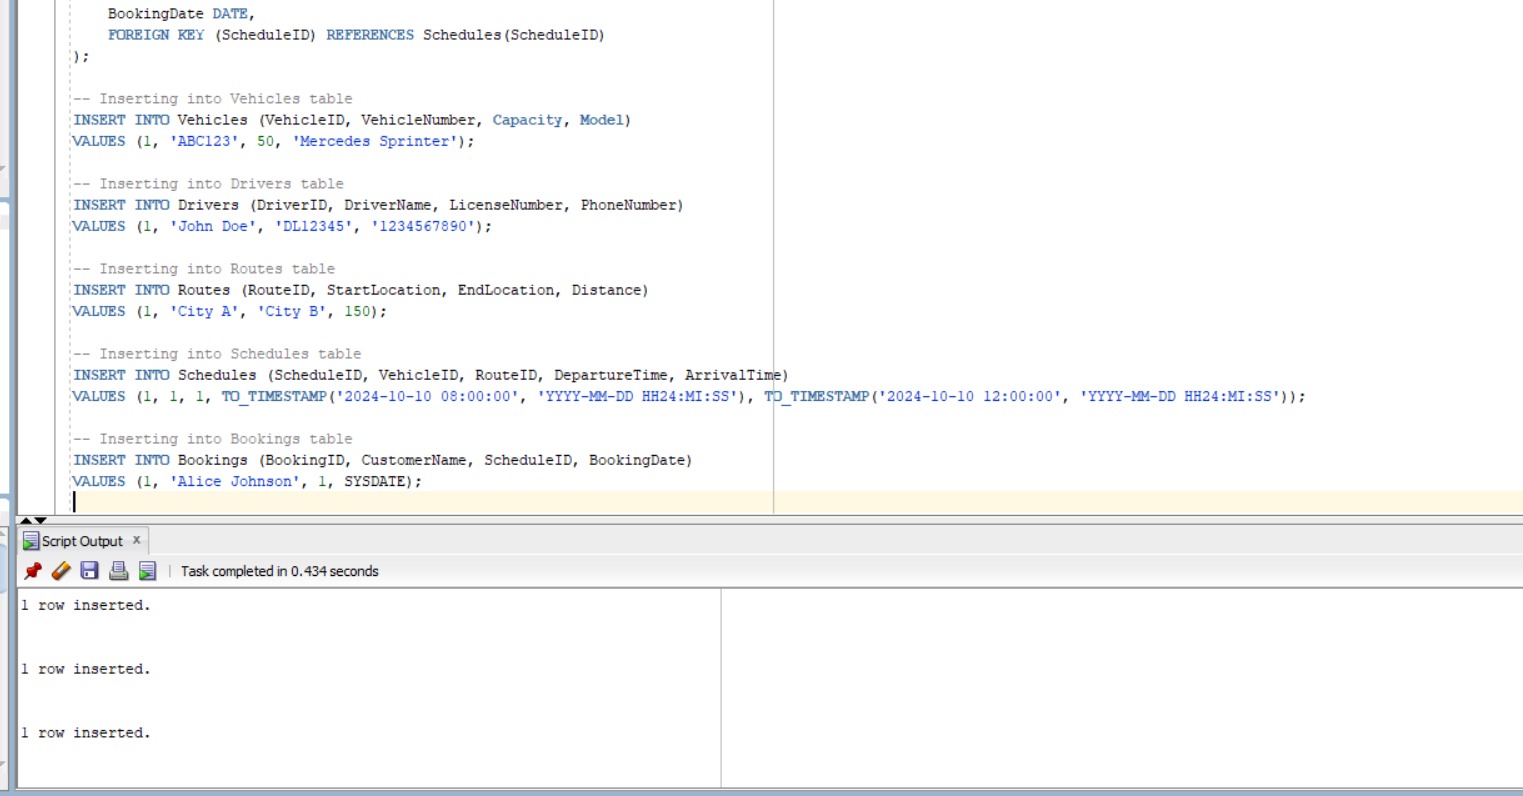 BookingDate DATE,
FOREIGN KEY (ScheduleID) REFERENCES Schedules(ScheduleID)
);
-- Inserting into Vehicles table
INSERT INTO Vehicles (VehicleID, VehicleNumber, Capacity, Model)
VALUES (1, 'ABC123', 50, 'Mercedes Sprinter');
-- Inserting into Drivers table
INSERT INTO Drivers (DriverID, DriverName, LicenseNumber, PhoneNumber)
VALUES (1, 'John Doe', 'DL12345', '1234567890');
-- Inserting into Routes table
INSERT INTO Routes (RouteID, StartLocation, EndLocation, Distance)
VALUES (1, 'City A', 'City B', 150);
-- Inserting into Schedules table
INSERT INTO Schedules (ScheduleID, VehicleID, RouteID, DepartureTime, ArrivalTime)
VALUES (1, 1, 1, TO_TIMESTAMP('2024-10-10 08:00:00', 'YYYY-MM-DD HH24:MI:SS'), TO_TIMESTAMP('2024-10-10 12:00:00', 'YYYY-MM-DD HH24:MI:SS'));
-- Inserting into Bookings table
INSERT INTO Bookings (BookingID, CustomerName, ScheduleID, BookingDate)
VALUES (1, 'Alice Johnson', 1, SYSDATE);
Script Output x
Task completed in 0.434 seconds
1 row inserted.
1 row inserted.
1 row inserted.